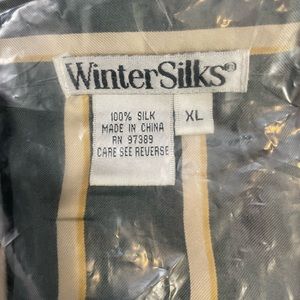 WinterSilks®
100% SILK
MADE IN CHINA
RN 97389
CARE SEE REVERSE
XL